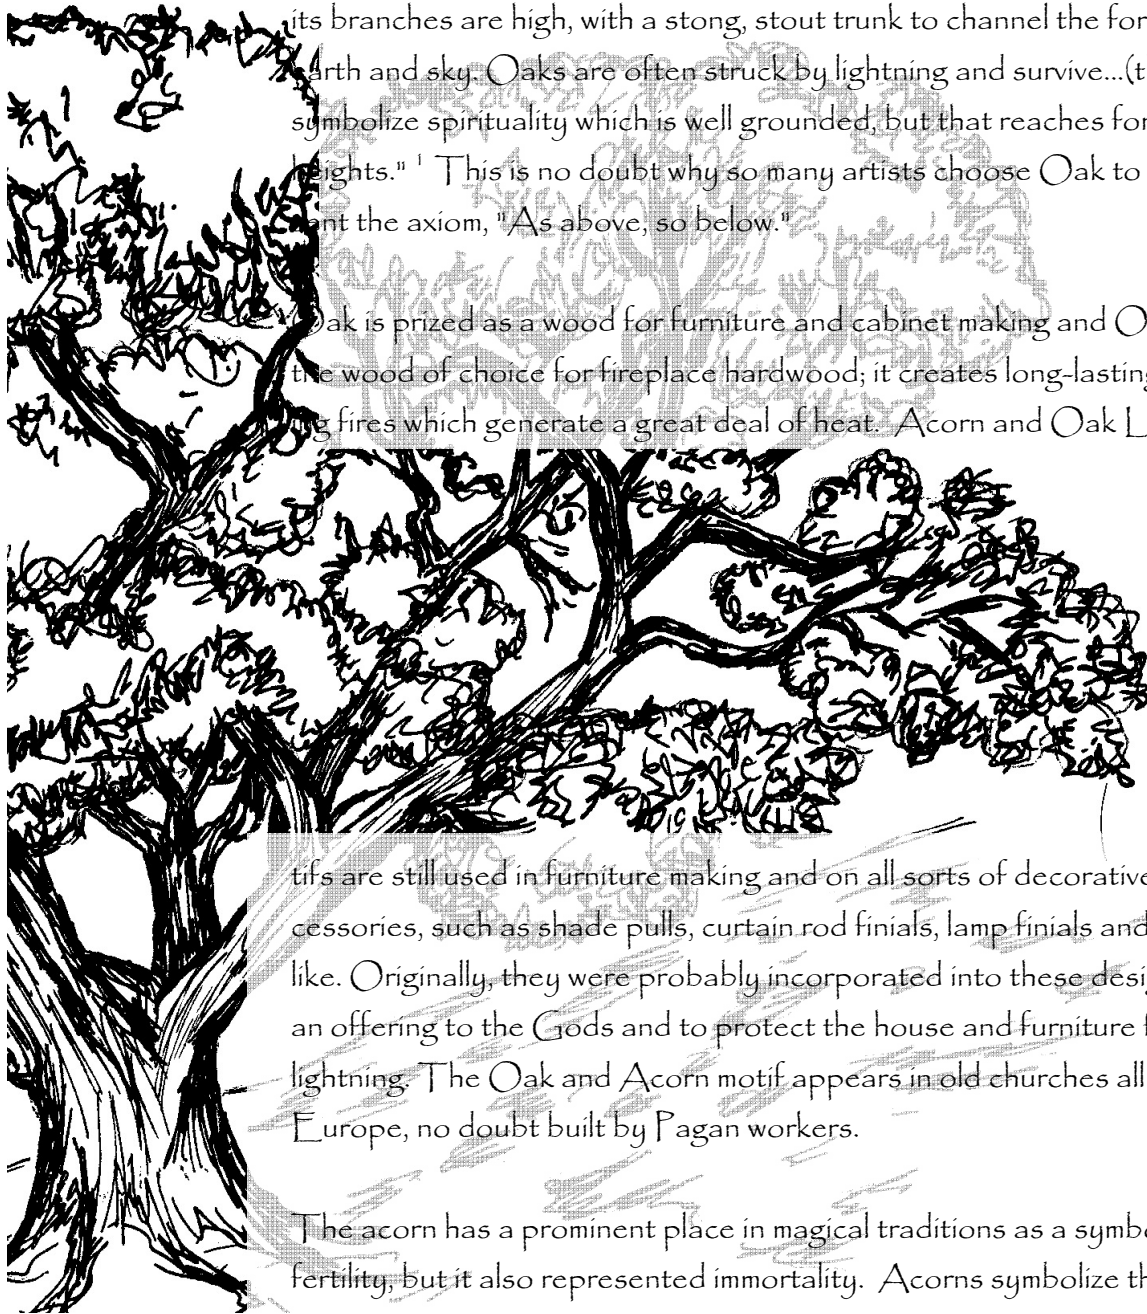 its branches are high, with a stong, stout trunk to channel the
earth and sky. Oaks are often struck by lightning and survive...(t
symbolize spirituality which is well grounded, but that reaches for
heights." 1 This is no doubt why so many artists choose Oak to
the axiom, "As above, so below."
Oak is prized as a wood for furniture and cabinet making and O
the wood of choice for fireplace hardwood; it creates long-lasting
ng fires which generate a great deal of heat. Acorn and Oak L
tifs are still used in furniture making and on all sorts of decorative
cessories, such as shade pulls, curtain rod finials, lamp finials and
like. Originally, they were probably incorporated into these desi
an offering to the Gods and to protect the house and furniture f
lightning. The Oak and Acorn motif appears in old churches all
Europe, no doubt built by Pagan workers.
The acorn has a prominent place in magical traditions as a symb
fertility, but it also represented immortality. Acorns symbolize th